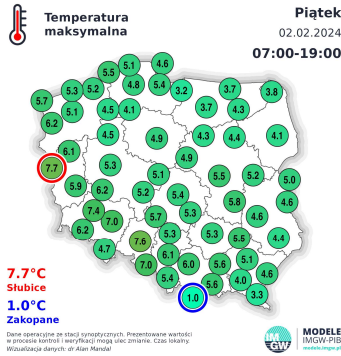 Temperatura
maksymalna
Piątek
02.02.2024
07:00-19:00
5.1 4.6
5.5
5.3 5.2 4.8 5.4 3.2 3.7 3.8
5.7
5.1 4.5 4.1 3.7 4.3
6.2
4.5 4.9 4.3 4.4 4.1
6.1
7.7 5.3 4.9
5.1 5.5 5.2 5.0
5.9 6.2 5.2 5.4
5.8 4.6
7.4 5.7 5.3 4.6
7.0
6.2 5.3 5.3 5.5 4.4
4.7 7.6
6.1 5.1
7.0 6.0 5.6 4.6
5.4 4.0
5.6
1.0 3.3
7.7°C
Słubice
1.0°C
Zakopane
Dane operacyjne ze stacji synoptycznych. Prezentowane wartości
w procesie kontroli i weryfikacji mogą ulec zmianie. Czas lokalny.
Wizualizacja danych: dr Alan Mandal
IM
GW
MODELE
IMGW-PIB
modele.imgw.pl